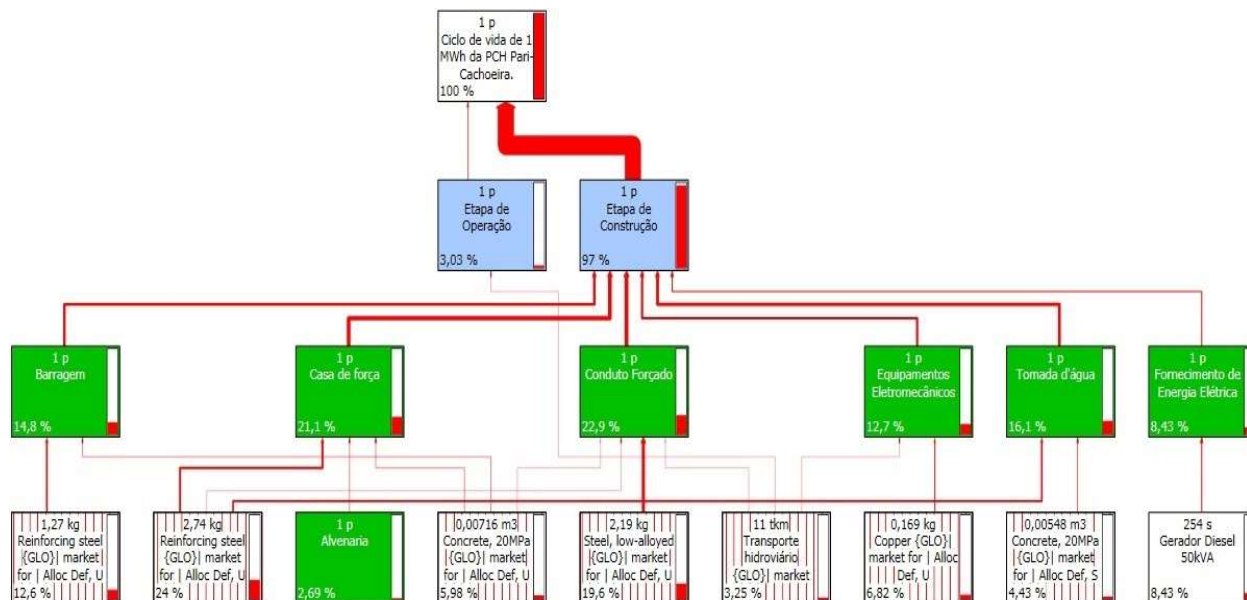 1 p
Ciclo de vida de 1
MWh da PCH Pari-
Cachoeira.
100 %
1 p
Etapa de
Operação
3,03 %
1 p
Etapa de
Construção
97 %
1 p
Barragem
14,8 %
1 p
Casa de força
21,1 %
1 p
Conduto Forçado
22,9 %
1 p
Equipamentos
Eletromecânicos
12,7 %
1 p
Tomada d'água
16,1 %
1 p
Fornecimento de
Energia Elétrica
8,43 %
1,27 kg
Reinforcing steel
{GLO}| market
for | Alloc Def, U
12,6 %
2,74 kg
Reinforcing steel
{GLO}| market
for | Alloc Def, U
24 %
1 p
Alvenaria
2,69 %
0,00716 m3
Concrete, 20MPa
{GLO}| market
for | Alloc Def, U
5,98 %
2,19 kg
Steel, low-alloyed
{GLO}| market
for | Alloc Def, U
19,6 %
11 tkm
Transporte
hidroviário
{GLO}| market
3,25 %
0,169 kg
Copper {GLO}|
market for | Alloc
Def, U
6,82 %
0,00548 m3
Concrete, 20MPa
{GLO}| market
for | Alloc Def, S
4,43 %
254 s
Gerador Diesel
50kVA
8,43 %